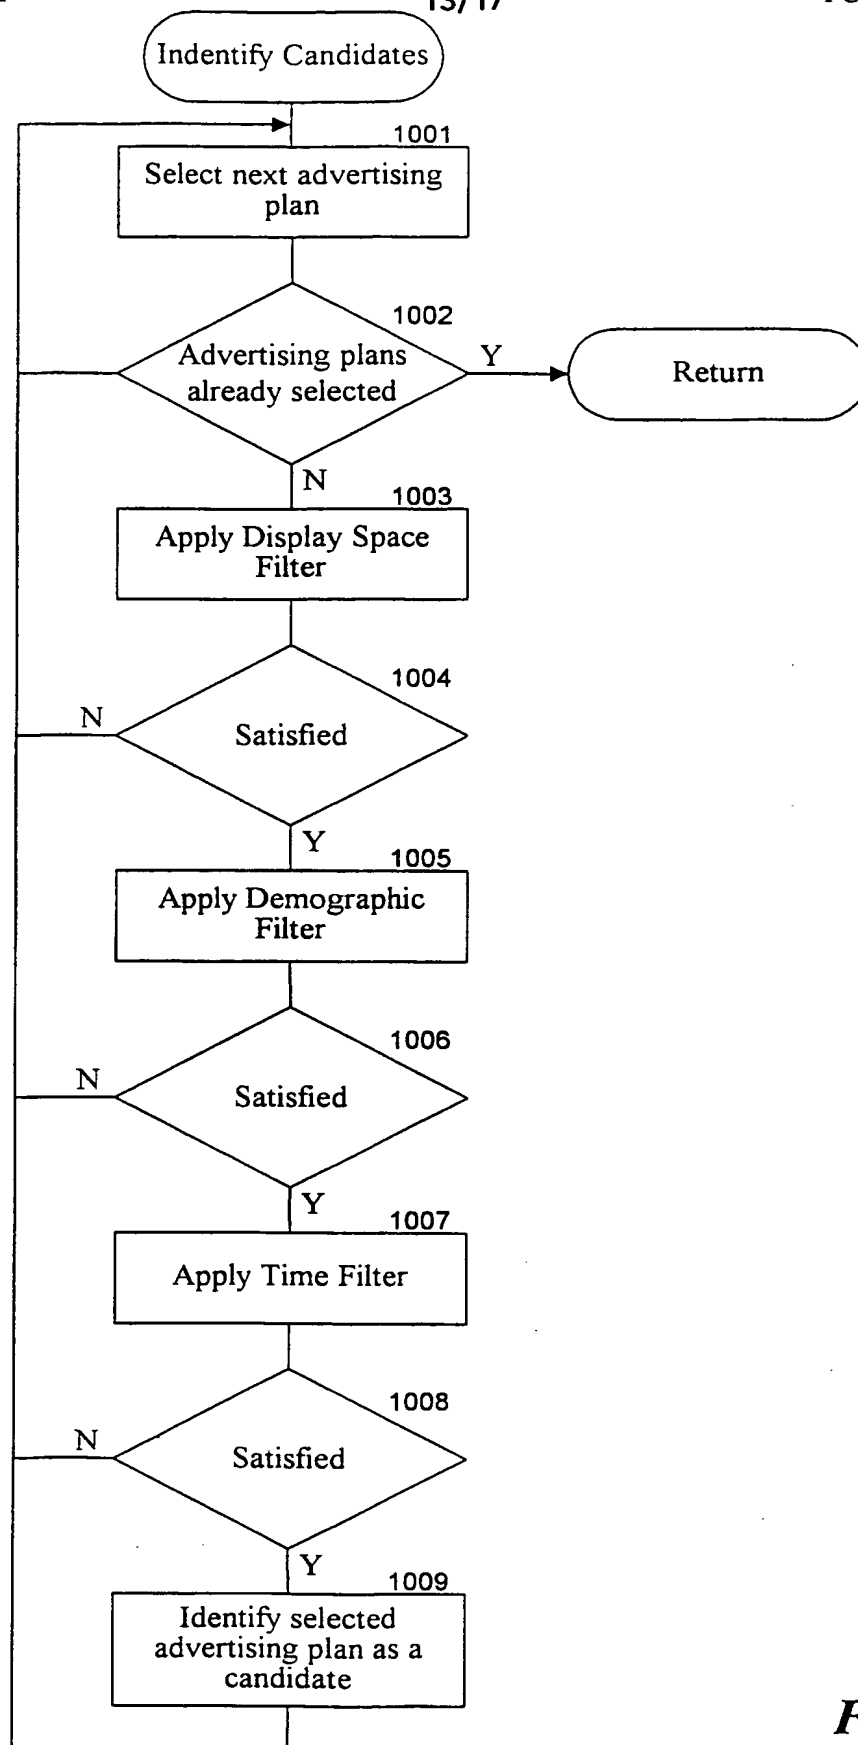 13/17
Indentify Candidates
1001
Select next advertising
plan
1002
Advertising plans
already selected
Y
Return
N
1003
Apply Display Space
Filter
1004
N
Satisfied
Y
1005
Apply Demographic
Filter
1006
N
Satisfied
Y
1007
Apply Time Filter
1008
N
Satisfied
Y
1009
Identify selected
advertising plan as a
candidate
F